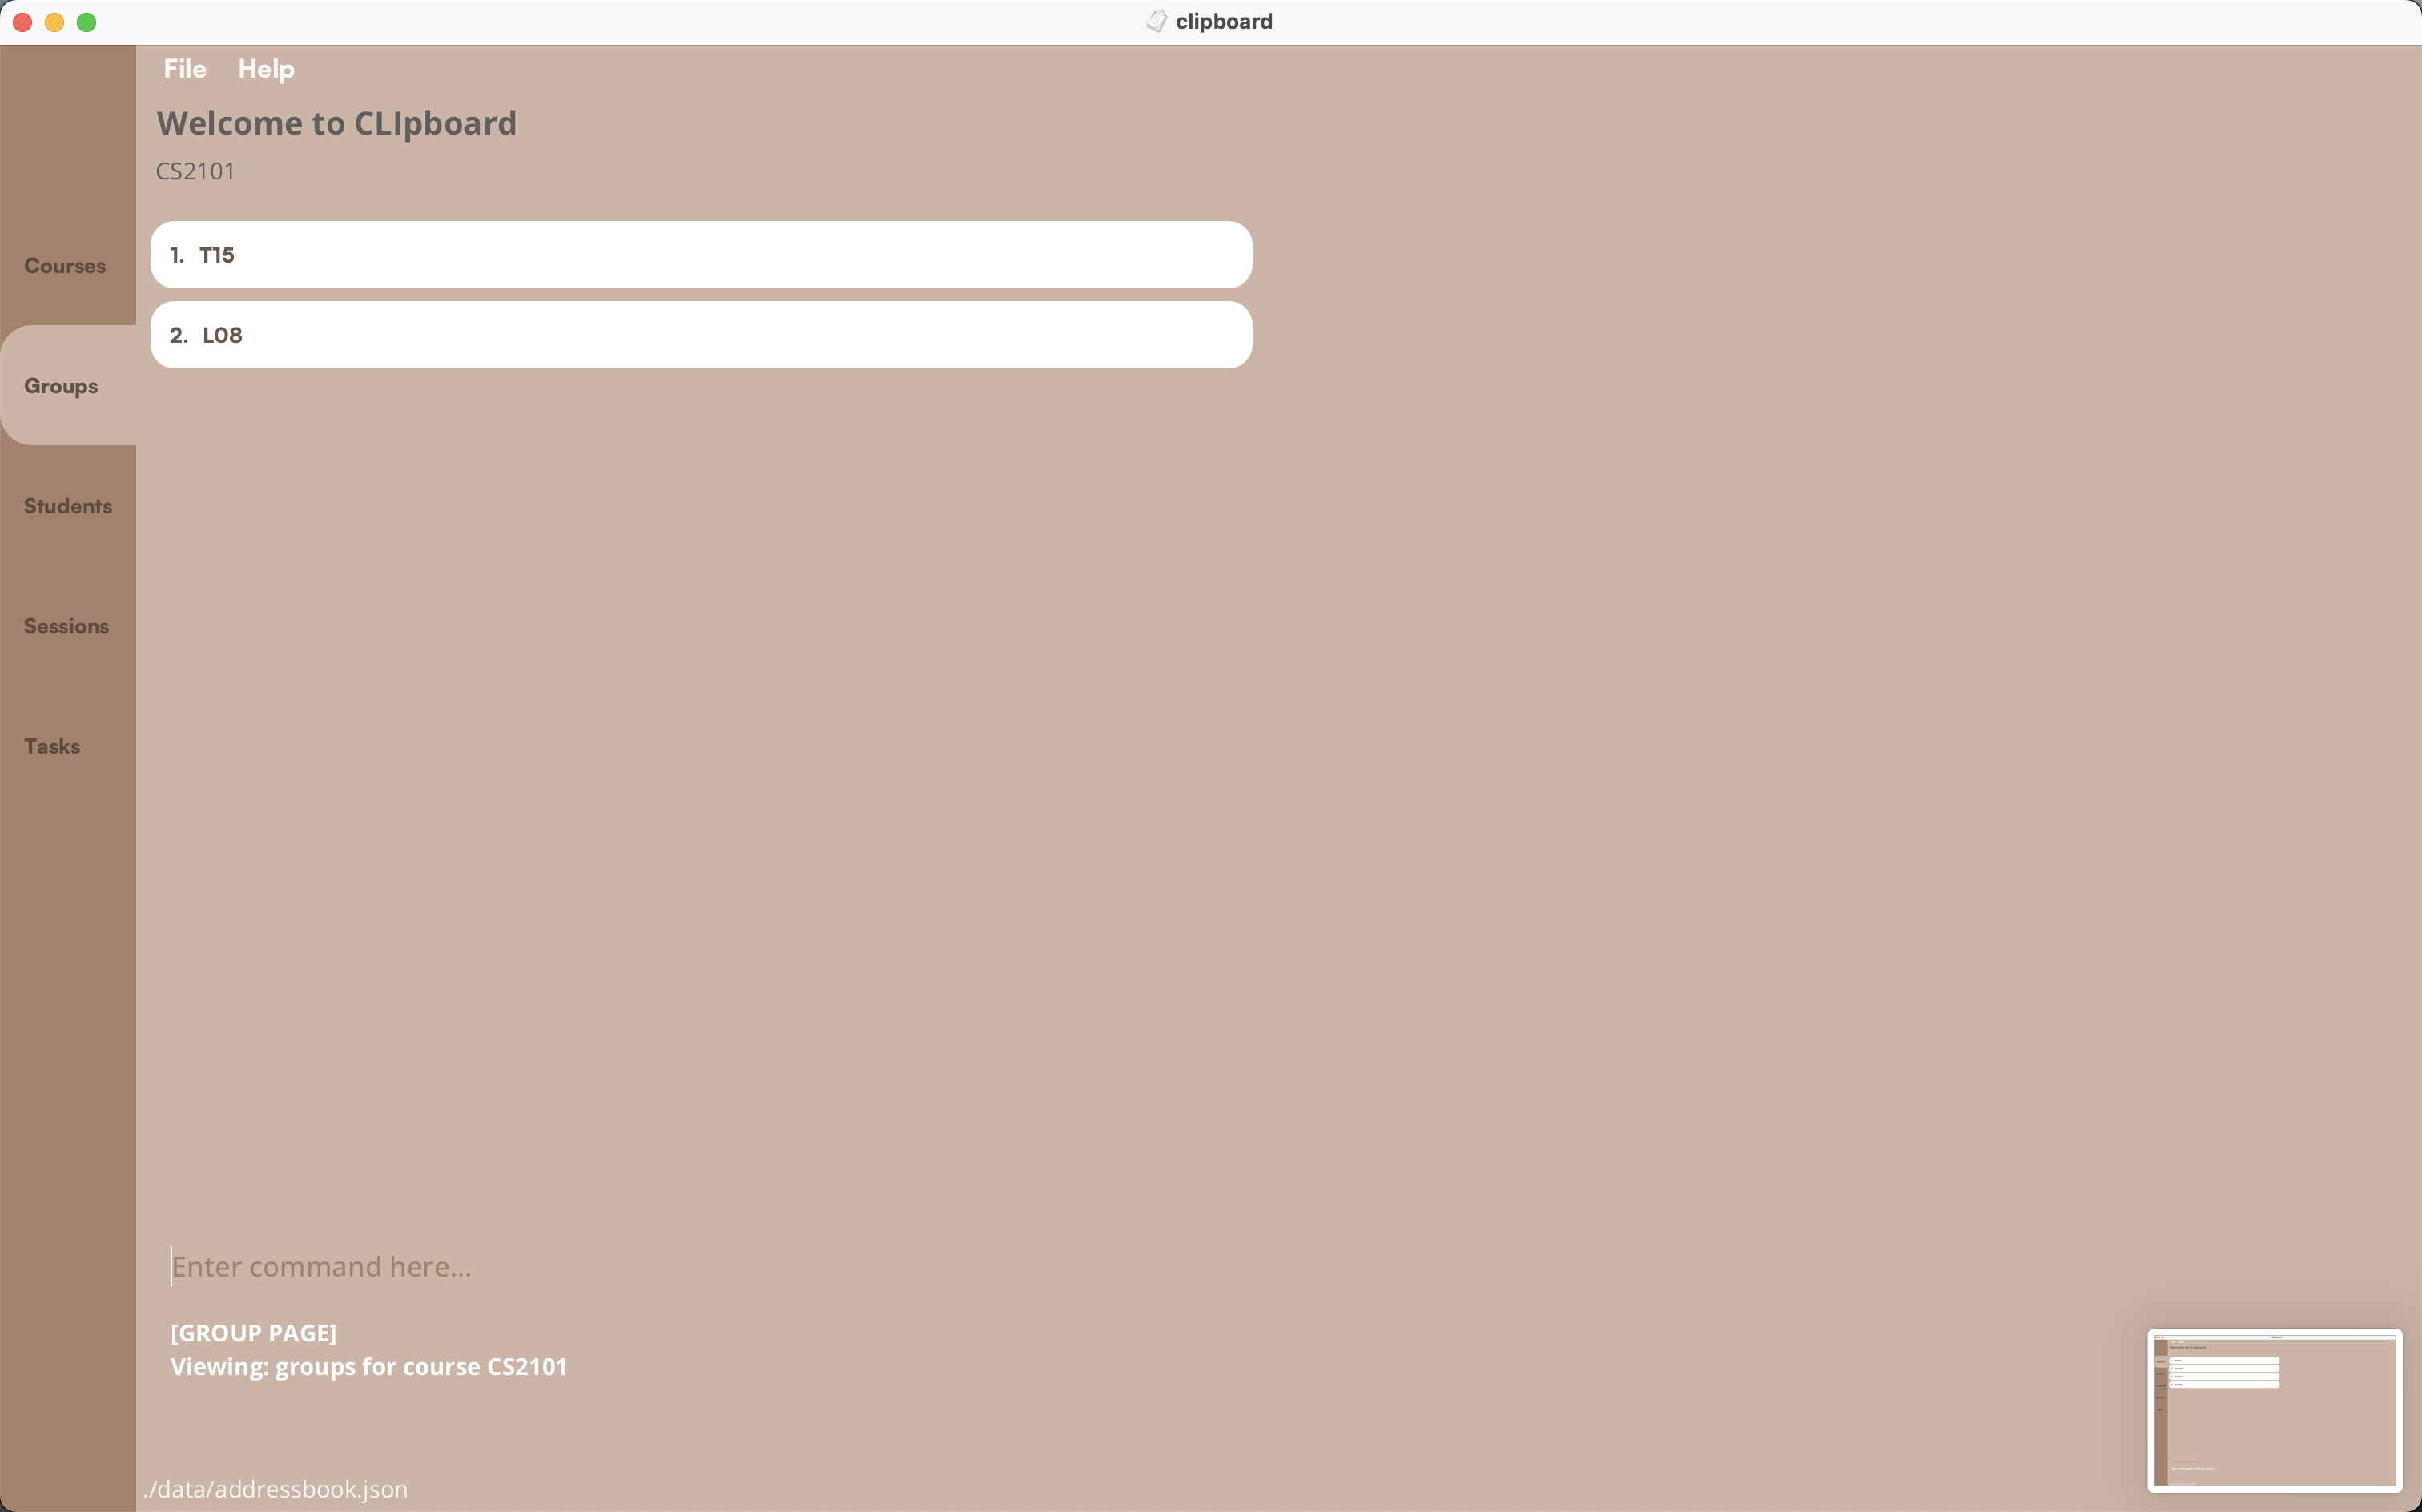 clipboard
File Help
Welcome to CLIpboard
CS2101
1. T15
2. L08
Courses
Groups
Students
Sessions
Tasks
Enter command here...
[GROUP PAGE]
Viewing: groups for course CS2101
./data/addressbook.json